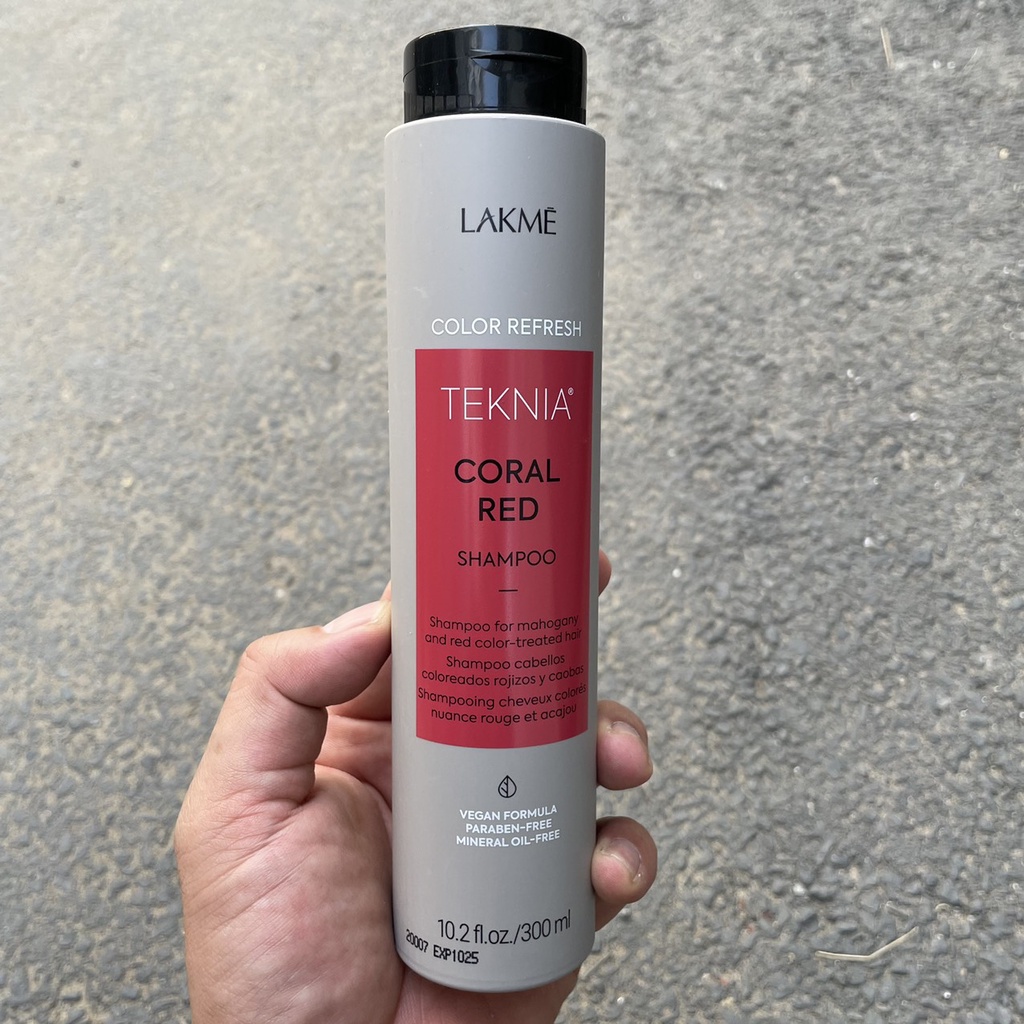 LAKMĒ
COLOR REFRESH
TEKNIA®
CORAL
RED
SHAMPOO
Shampoo for mahogany
and red color-treated hair
Shampoo cabellos
coloreados rojizos y caobas
Shampooing cheveux colorés
nuance rouge et acajou
VEGAN FORMULA
PARABEN-FREE
MINERAL OIL-FREE
10.2 fl.oz./300 ml
20007 EXP1025